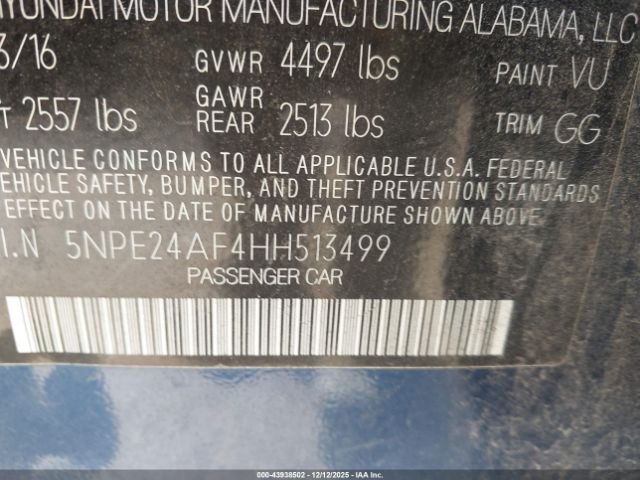 HYUNDAI MOTOR MANUFACTURING ALABAMA, LLC
3/16 GVWR 4497 lbs PAINT VU
T 2557 lbs GAWR REAR 2513 lbs TRIM GG
VEHICLE CONFORMS TO ALL APPLICABLE U.S.A. FEDERAL
EHICLE SAFETY, BUMPER, AND THEFT PREVENTION STANDARDS
EFFECT ON THE DATE OF MANUFACTURE SHOWN ABOVE.
I.N 5NPE24AF4HH513499
PASSENGER CAR
000-43938502 - 12/12/2025 - IAA Inc.